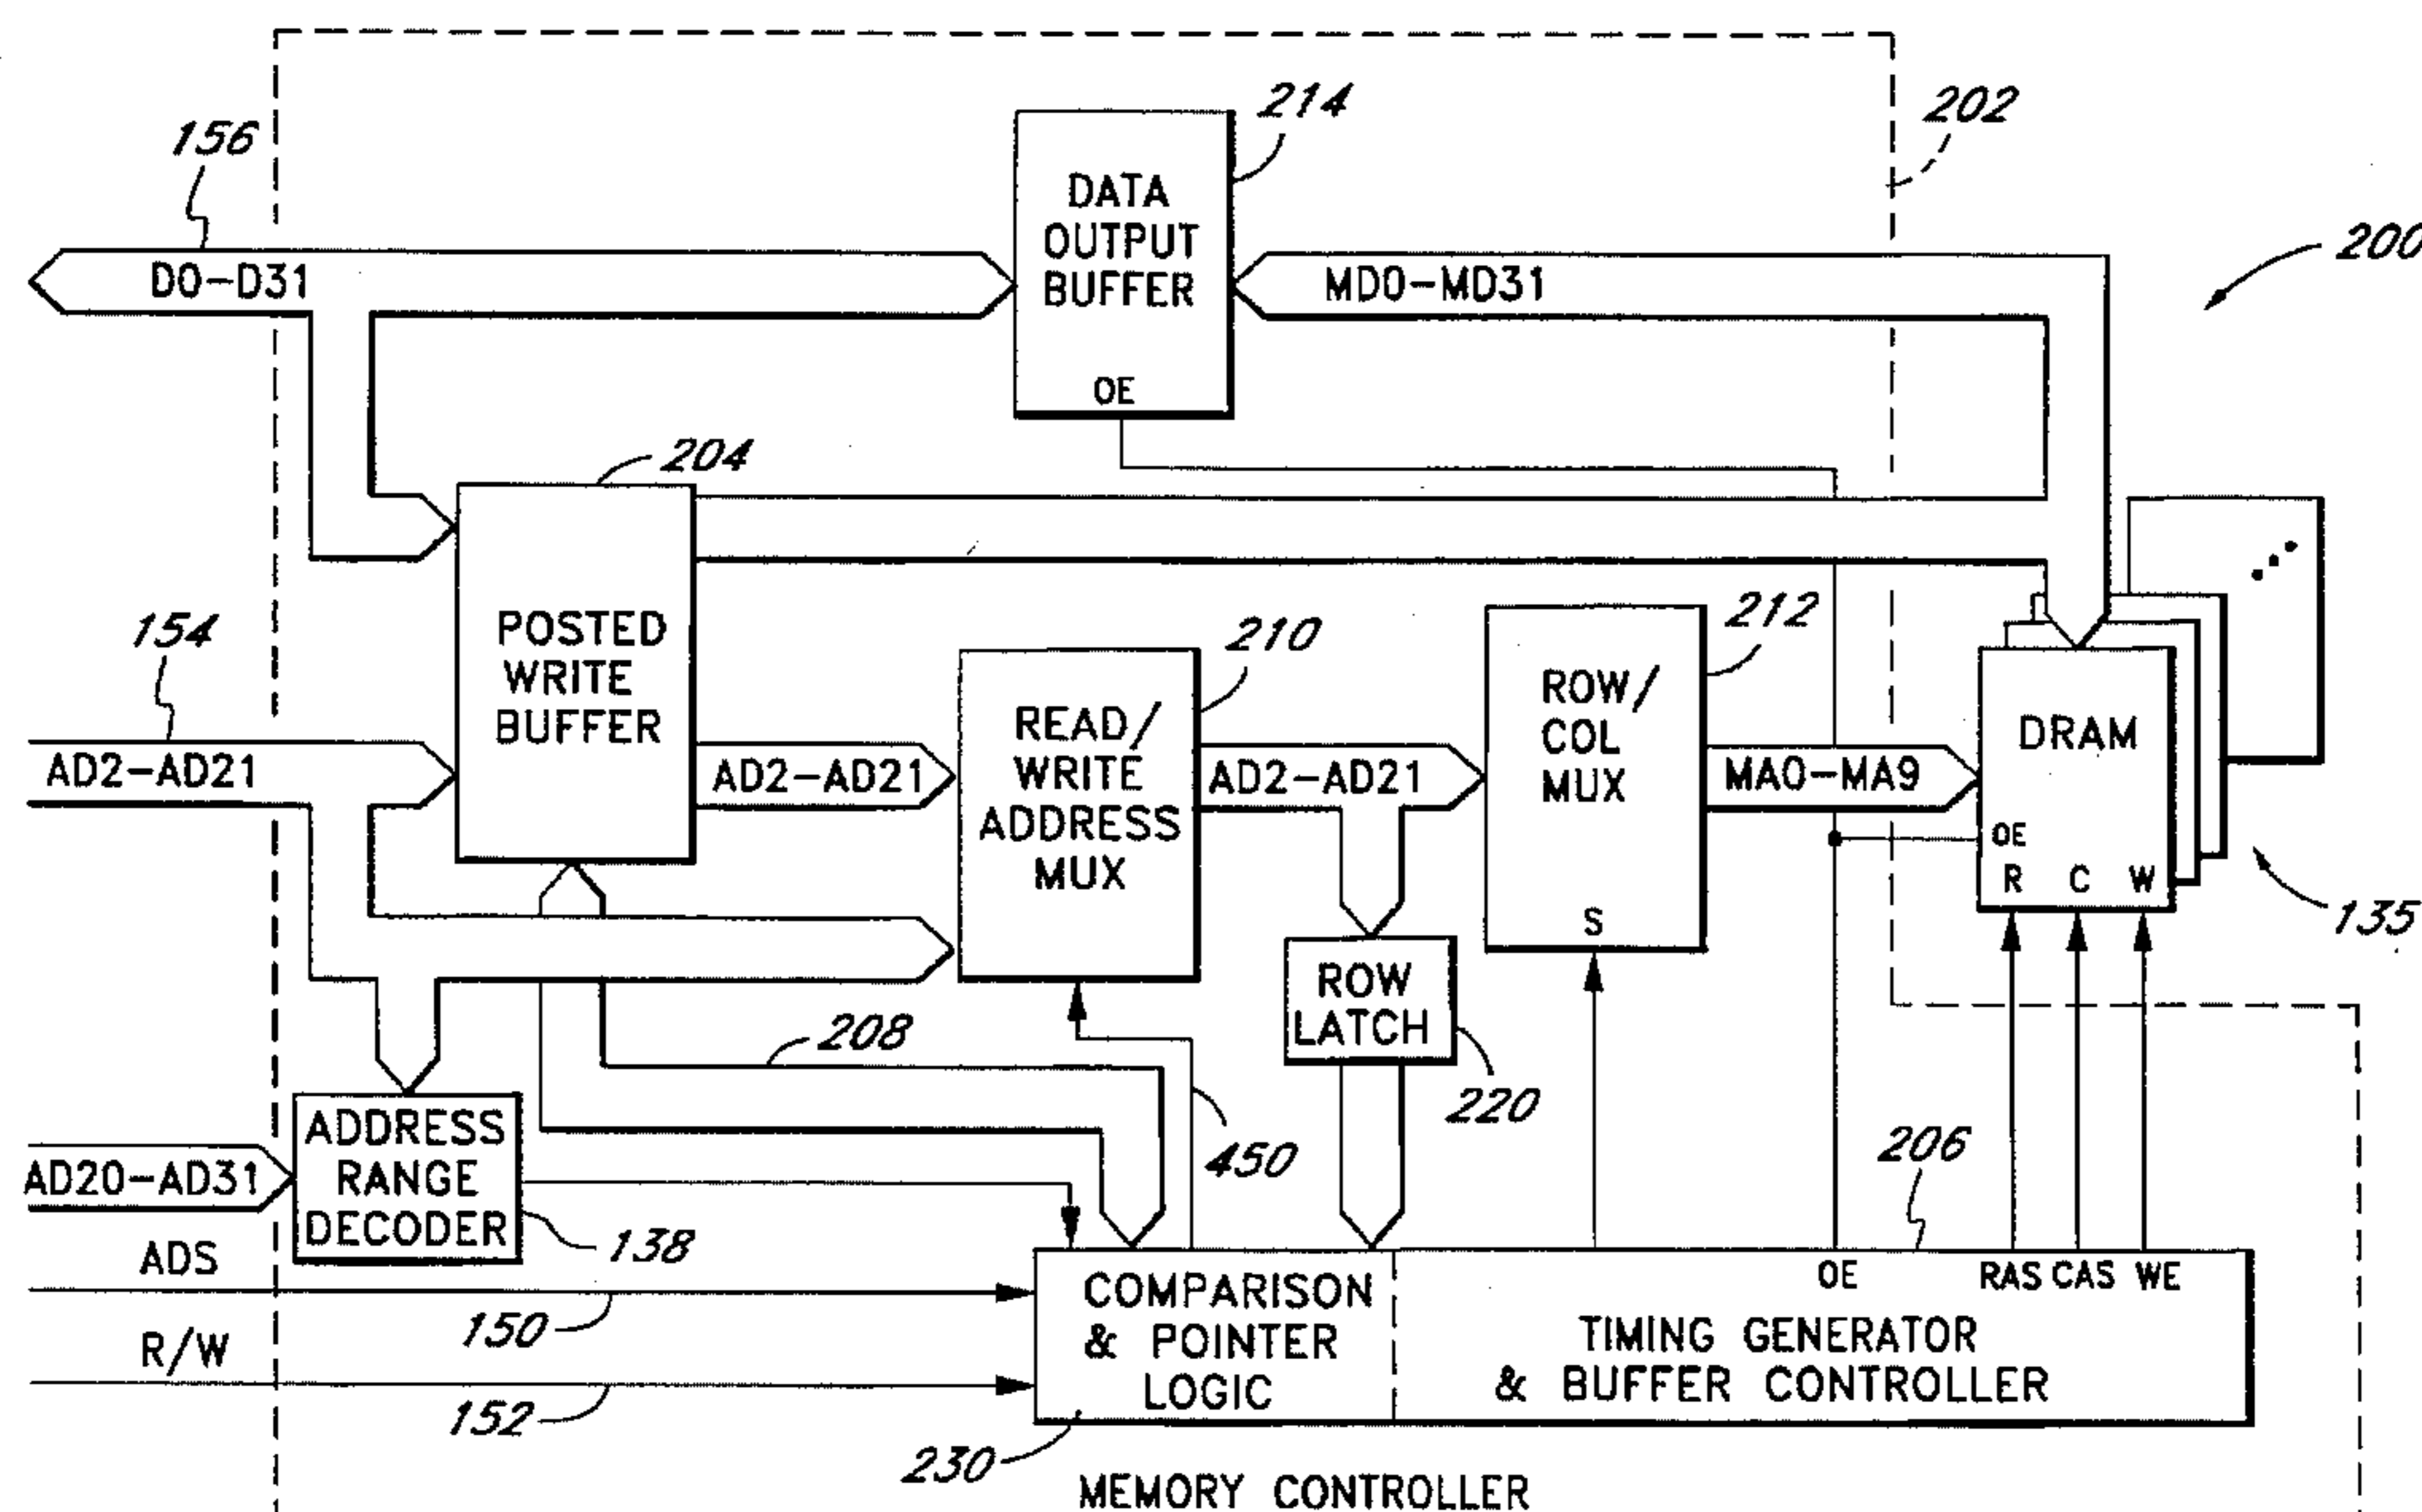 214
202
156
DATA
OUTPUT
BUFFER
200
D0-D31
MD0-MD31
OE
204
154
POSTED
WRITE
BUFFER
210
212
READ/
WRITE
ADDRESS
MUX
ROW/
COL
MUX
DRAM
AD2-AD21
AD2-AD21
AD2-AD21
MA0-MA9
OE
R C W
S
135
ROW
LATCH
208
220
ADDRESS
RANGE
DECODER
AD20-AD31
450
206
138
ADS
OE
RAS CAS WE
COMPARISON
& POINTER
LOGIC
150
TIMING GENERATOR
& BUFFER CONTROLLER
R/W
152
230
MEMORY CONTROLLER